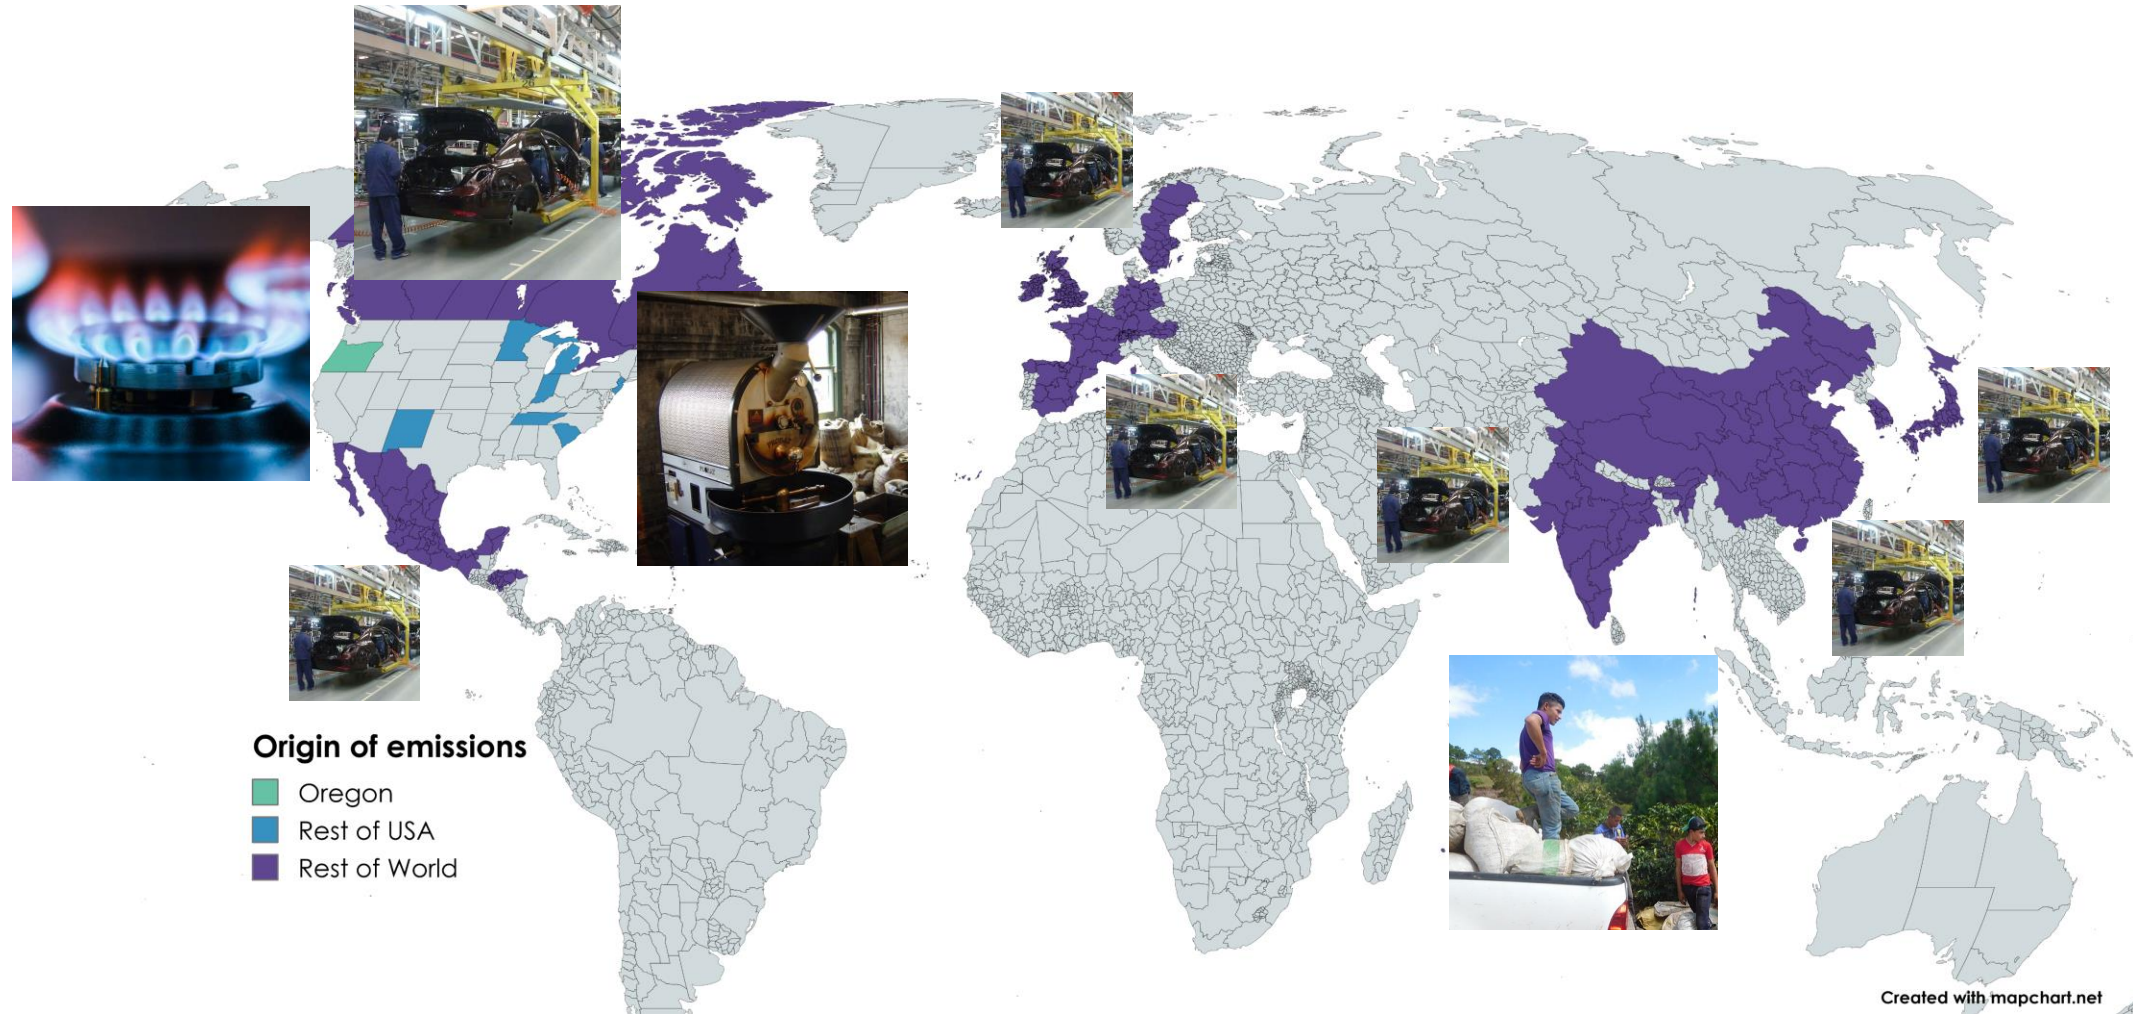 Origin of emissions
Oregon
Rest of USA
Rest of World
Created with mapchart.net